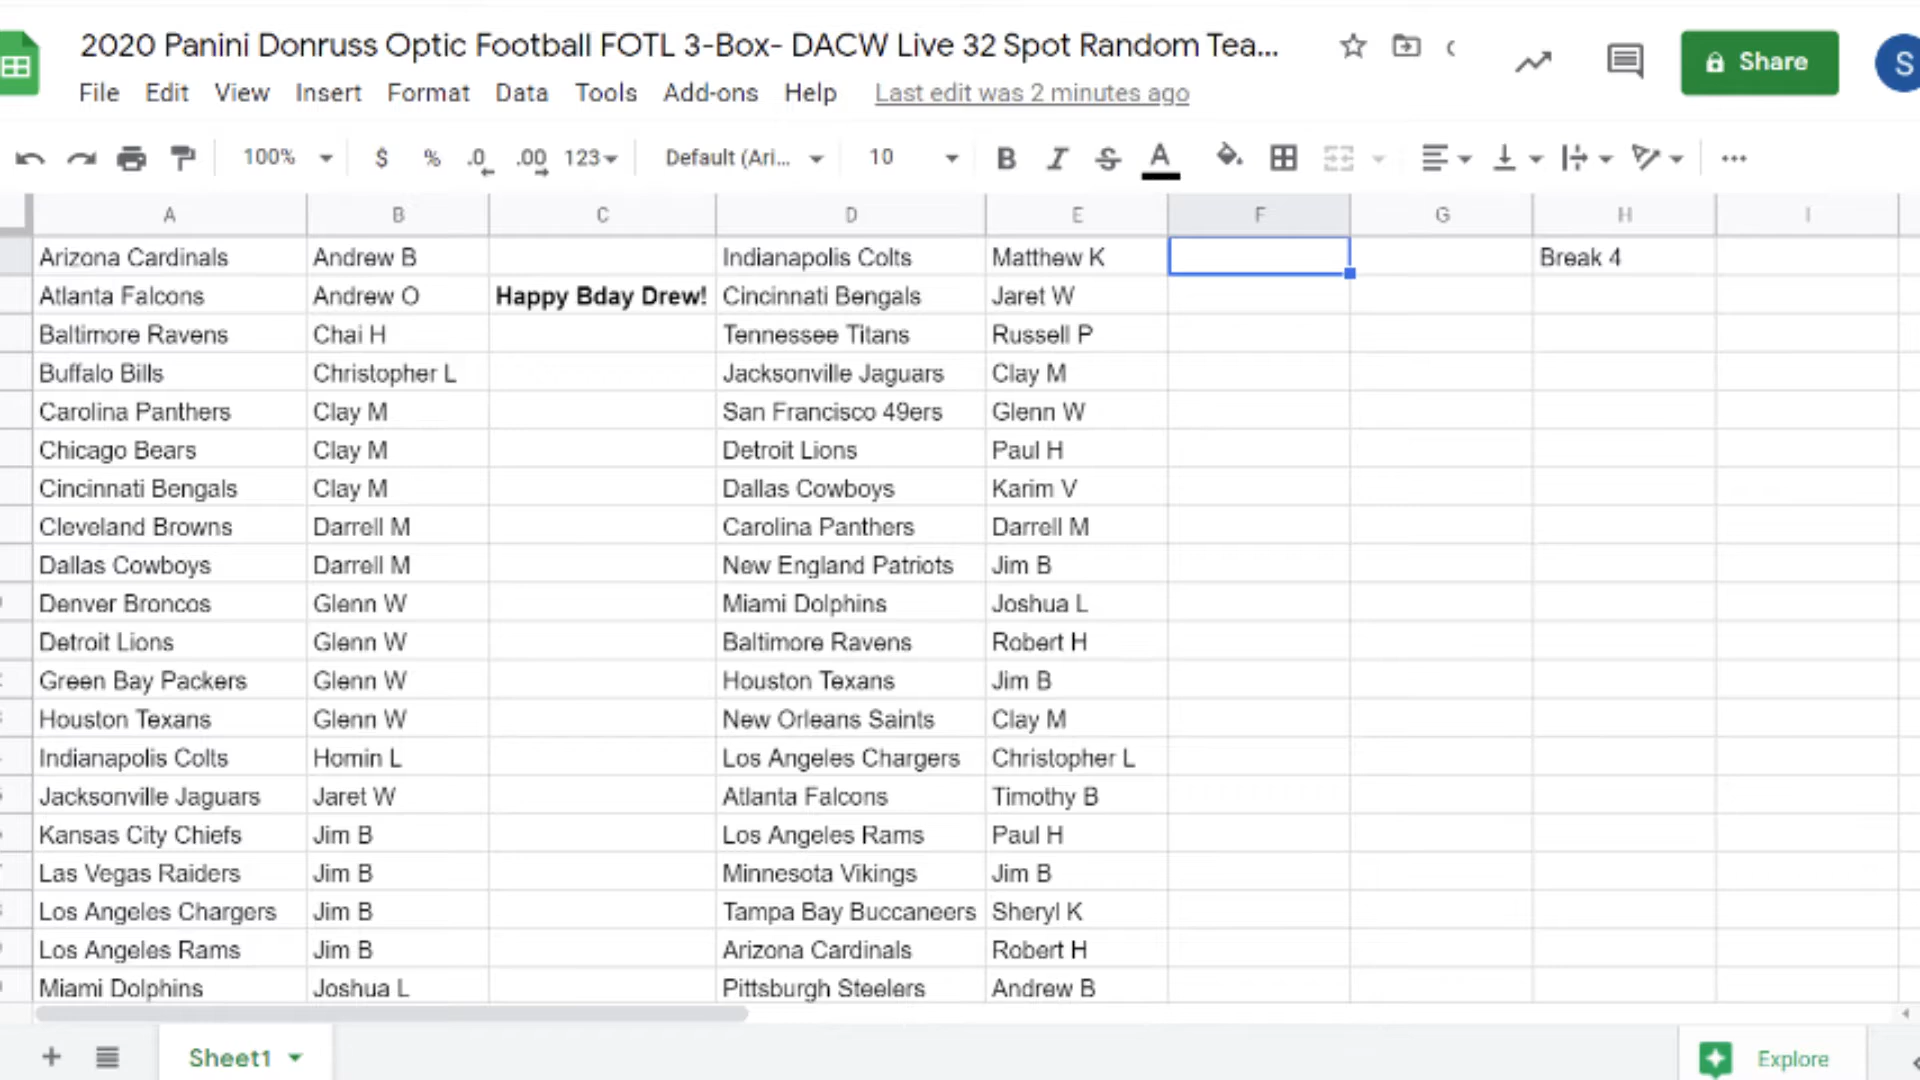 2020 Panini Donruss Optic Football FOTL 3-Box- DACW Live 32 Spot Random Tea...
Share
S
File Edit View Insert Format Data Tools Add-ons Help Last edit was 2 minutes ago
100% $ % .0 .00 123 Default (Ari... 10 B I S A
A B C D E F G H I
Arizona Cardinals Andrew B Indianapolis Colts Matthew K Break 4
Atlanta Falcons Andrew O Happy Bday Drew! Cincinnati Bengals Jaret W
Baltimore Ravens Chai H Tennessee Titans Russell P
Buffalo Bills Christopher L Jacksonville Jaguars Clay M
Carolina Panthers Clay M San Francisco 49ers Glenn W
Chicago Bears Clay M Detroit Lions Paul H
Cincinnati Bengals Clay M Dallas Cowboys Karim V
Cleveland Browns Darrell M Carolina Panthers Darrell M
Dallas Cowboys Darrell M New England Patriots Jim B
Denver Broncos Glenn W Miami Dolphins Joshua L
Detroit Lions Glenn W Baltimore Ravens Robert H
Green Bay Packers Glenn W Houston Texans Jim B
Houston Texans Glenn W New Orleans Saints Clay M
Indianapolis Colts Homin L Los Angeles Chargers Christopher L
Jacksonville Jaguars Jaret W Atlanta Falcons Timothy B
Kansas City Chiefs Jim B Los Angeles Rams Paul H
Las Vegas Raiders Jim B Minnesota Vikings Jim B
Los Angeles Chargers Jim B Tampa Bay Buccaneers Sheryl K
Los Angeles Rams Jim B Arizona Cardinals Robert H
Miami Dolphins Joshua L Pittsburgh Steelers Andrew B
Sheet1
Explore